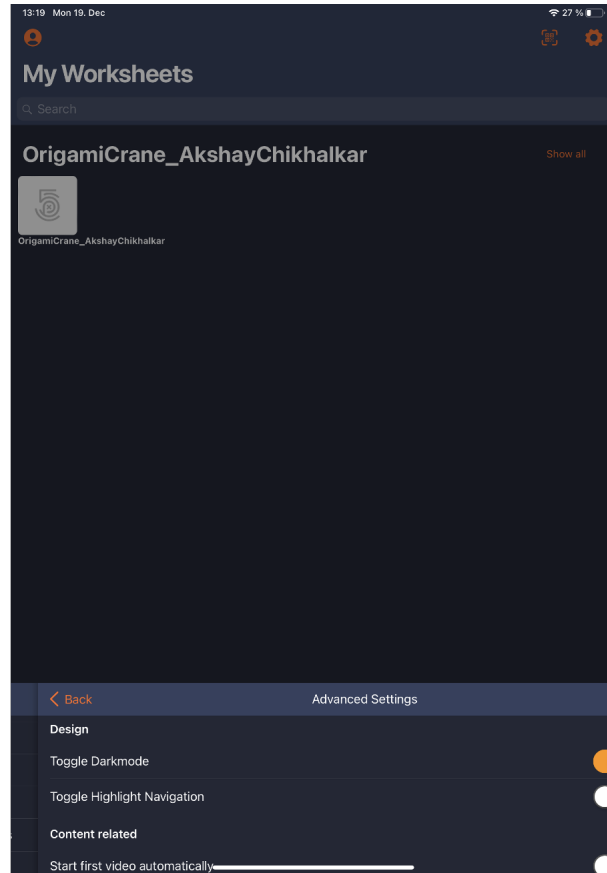 13:19 Mon 19. Dec 27 %
My Worksheets
Search
OrigamiCrane_AkshayChikhalkar Show all
5
OrigamiCrane_AkshayChikhalkar
Back Advanced Settings
Design
Toggle Darkmode
Toggle Highlight Navigation
s Content related
Start first video automatically